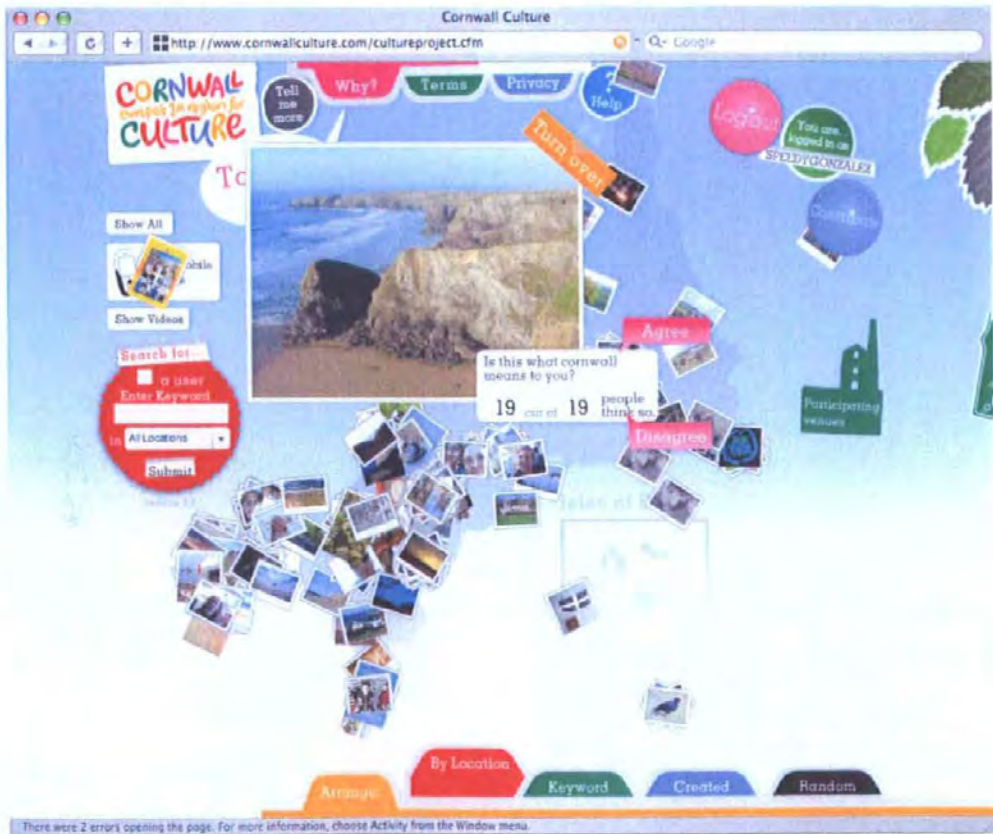 Cornwall Culture
http://www.cornwallculture.com/cultureproject.cfm
Google
CORNWALL
CULTURE
Tell
me
more
Why?
Terms
Privacy
?
Help
Turn over
Logout
You are
logged in as
SPEEDYGONZALEZ
Contribute
To
Show All
Show Videos
Search for
a user
Enter Keyword
in All Locations
Submit
Agree
Is this what cornwall
means to you?
19 out of 19 people
think so.
Disagree
Participating
venues
Isles of
Arrange:
By Location
Keyword
Created
Random
There were 2 errors opening the page. For more information, choose Activity from the Window menu.